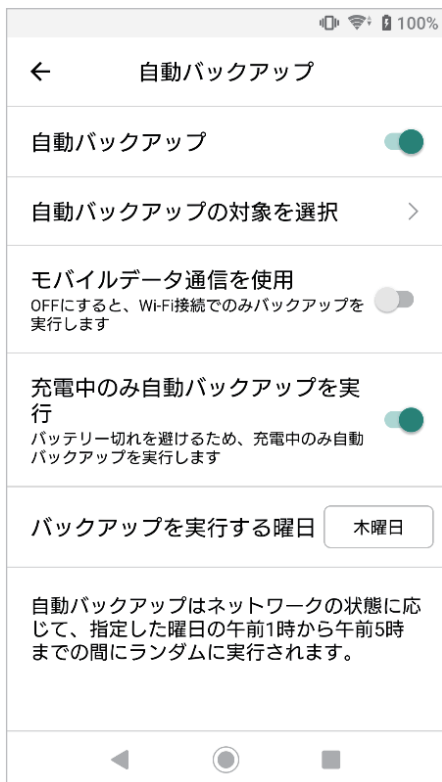 100%
自動バックアップ
自動バックアップ
自動バックアップの対象を選択
モバイルデータ通信を使用
OFFにすると、Wi-Fi接続でのみバックアップを
実行します
充電中のみ自動バックアップを実
行
バッテリー切れを避けるため、充電中のみ自動
バックアップを実行します
バックアップを実行する曜日 木曜日
自動バックアップはネットワークの状態に応
じて、指定した曜日の午前1時から午前5時
までの間にランダムに実行されます。